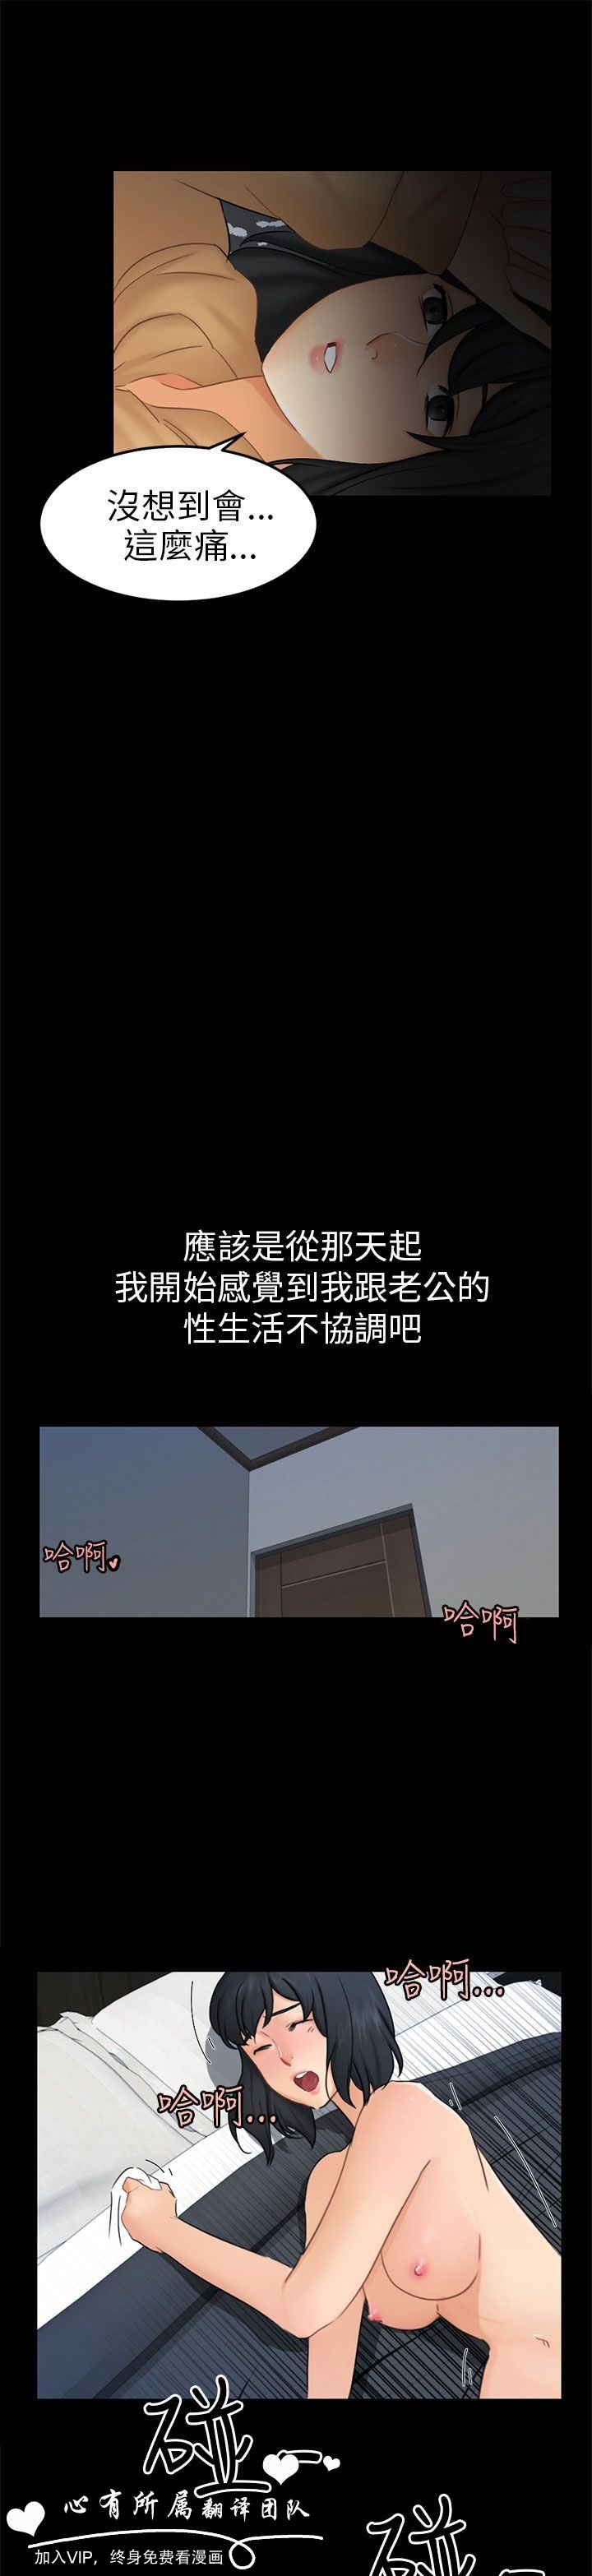 沒想到會...
這麼痛...
應該是從那天起
我開始感覺到我跟老公的
性生活不協調吧
哈啊♥
哈啊
哈啊...
哈啊...
碰
心有所属翻译团队
加入VIP，终身免费看漫画
碰